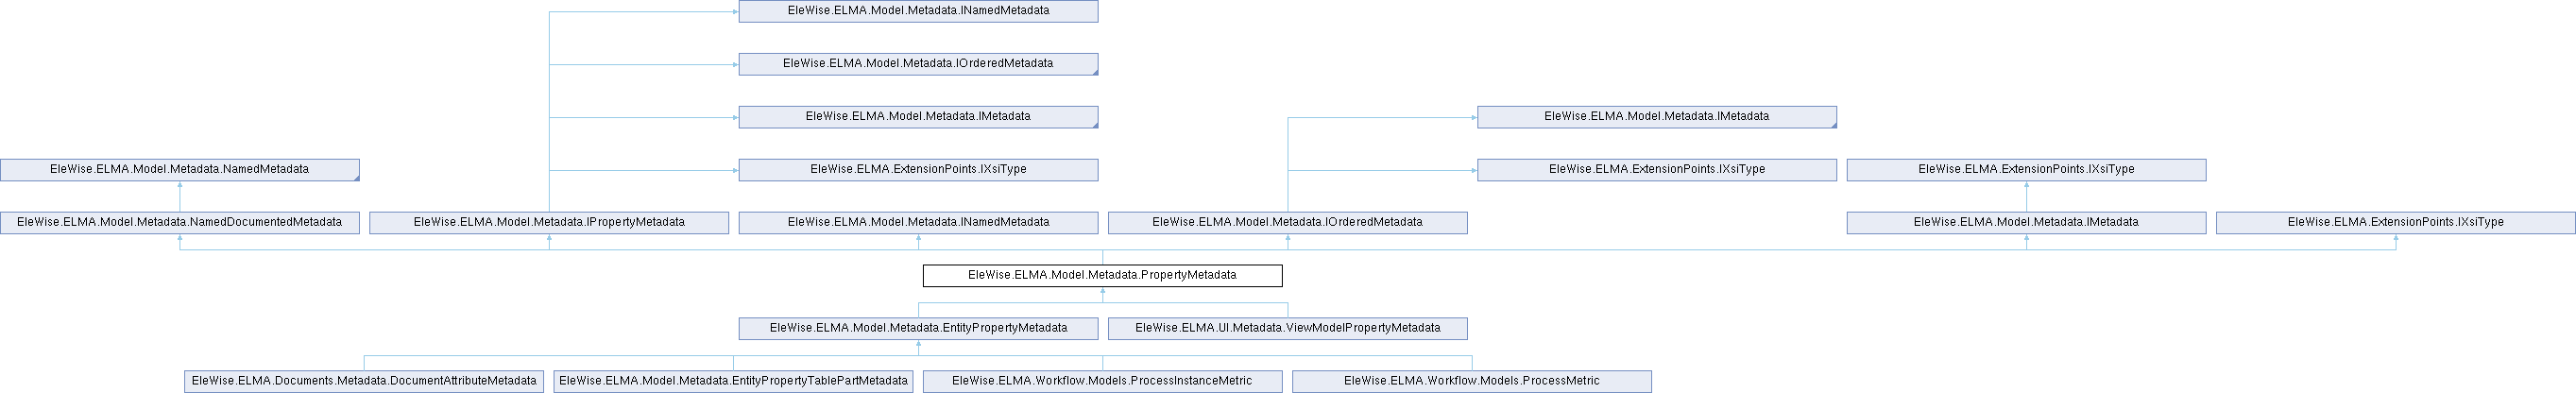 EleWise.ELMA.Model.Metadata.INamedMetadata
EleWise.ELMA.Model.Metadata.IOrderedMetadata
EleWise.ELMA.Model.Metadata.IMetadata
EleWise.ELMA.Model.Metadata.IMetadata
EleWise.ELMA.Model.Metadata.NamedMetadata
EleWise.ELMA.ExtensionPoints.IXsiType
EleWise.ELMA.ExtensionPoints.IXsiType
EleWise.ELMA.ExtensionPoints.IXsiType
EleWise.ELMA.Model.Metadata.NamedDocumentedMetadata
EleWise.ELMA.Model.Metadata.IPropertyMetadata
EleWise.ELMA.Model.Metadata.INamedMetadata
EleWise.ELMA.Model.Metadata.IOrderedMetadata
EleWise.ELMA.Model.Metadata.IMetadata
EleWise.ELMA.ExtensionPoints.IXsiType
EleWise.ELMA.Model.Metadata.PropertyMetadata
EleWise.ELMA.Model.Metadata.EntityPropertyMetadata
EleWise.ELMA.UI.Metadata.ViewModelPropertyMetadata
EleWise.ELMA.Documents.Metadata.DocumentAttributeMetadata
EleWise.ELMA.Model.Metadata.EntityPropertyTablePartMetadata
EleWise.ELMA.Workflow.Models.ProcessInstanceMetric
EleWise.ELMA.Workflow.Models.ProcessMetric